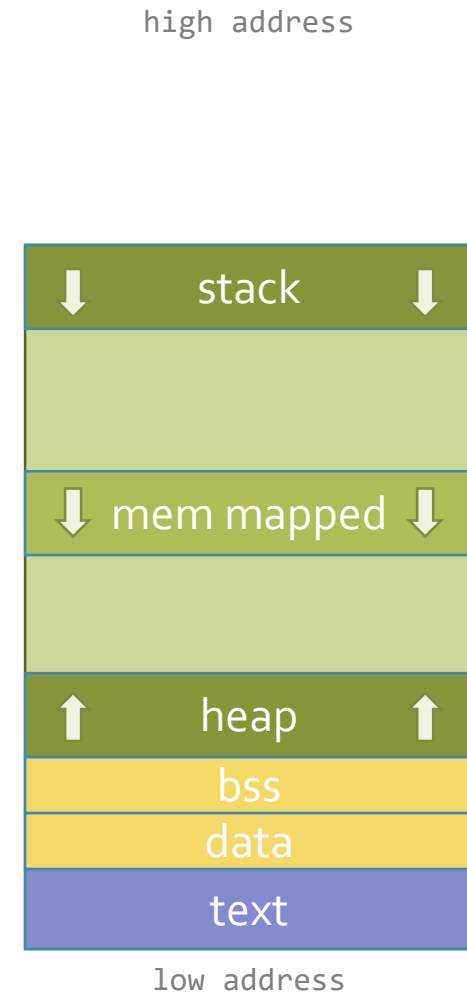 high address
stack
mem mapped
heap
bss
data
text
low address